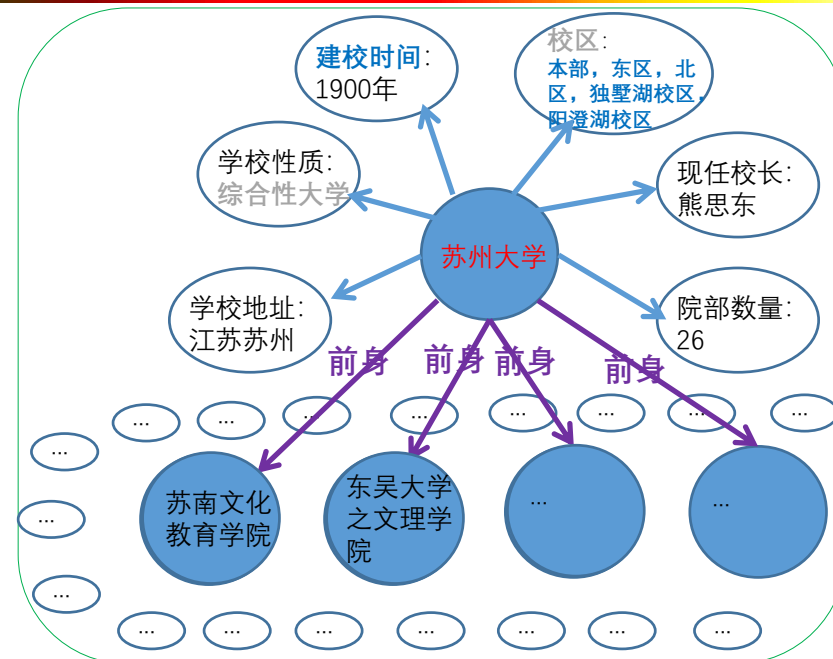 建校时间:
1900年
校区:
本部，东区，北
区，独墅湖校区，
阳澄湖校区
学校性质:
综合性大学
现任校长:
熊思东
苏州大学
学校地址:
江苏苏州
院部数量:
26
前身
前身
前身
前身
...
...
...
...
...
...
...
...
...
苏南文化
教育学院
东吴大学
之文理学
院
...
...
...
...
...
...
...
...
...
...
...